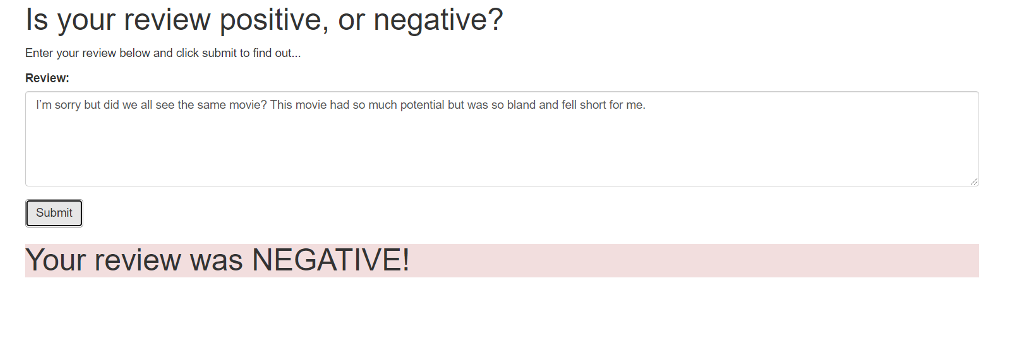 Is your review positive, or negative?
Enter your review below and click submit to find out...
Review:
I'm sorry but did we all see the same movie? This movie had so much potential but was so bland and fell short for me.
Submit
Your review was NEGATIVE!